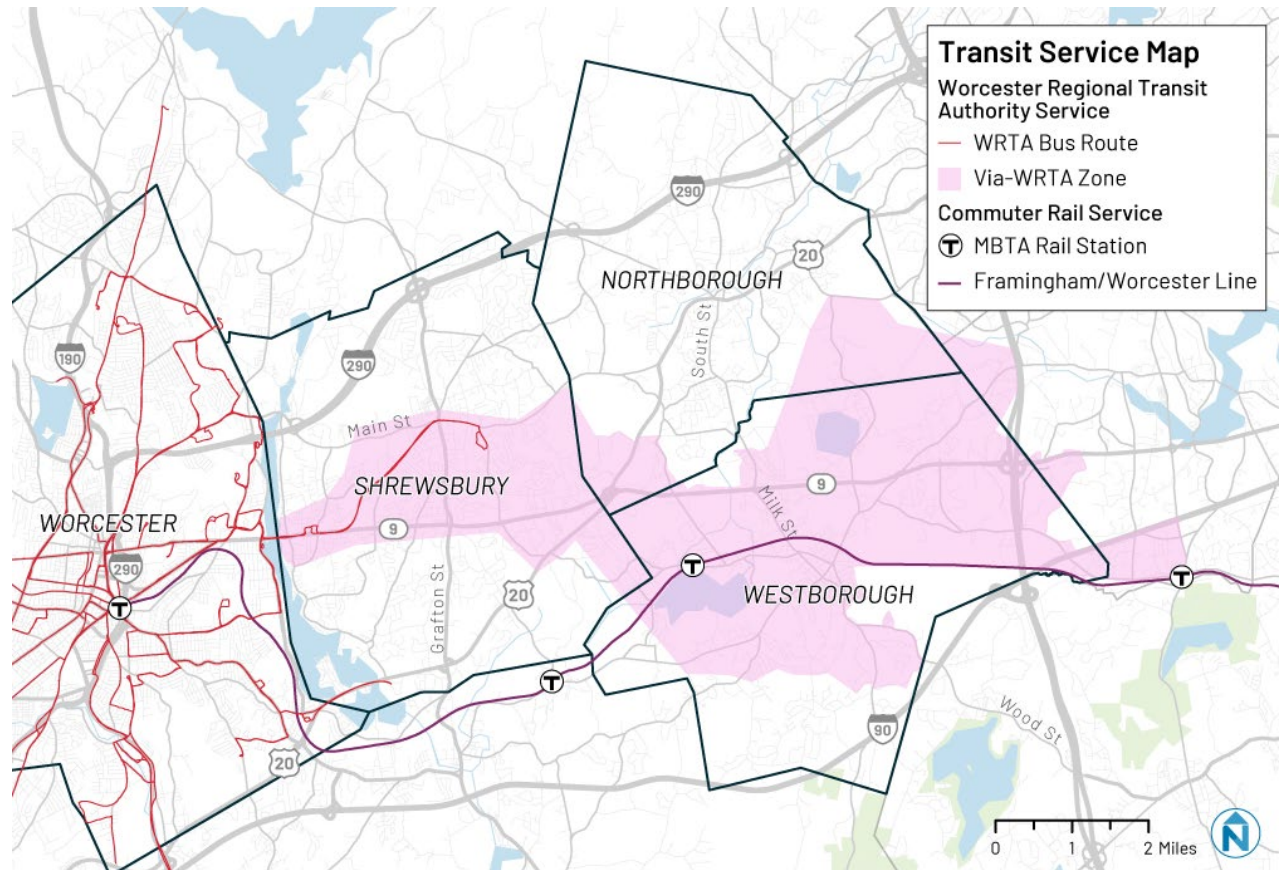 Transit Service Map
Worcester Regional Transit
Authority Service
WRTA Bus Route
Via-WRTA Zone
Commuter Rail Service
T MBTA Rail Station
Framingham/Worcester Line
290
20
NORTHBOROUGH
South St
190
290
Main St
SHREWSBURY
9
9
Milk St
WORCESTER
290
T
T
T
WESTBOROUGH
20
Grafton St
T
Wood St
90
20
0 1 2 Miles
N